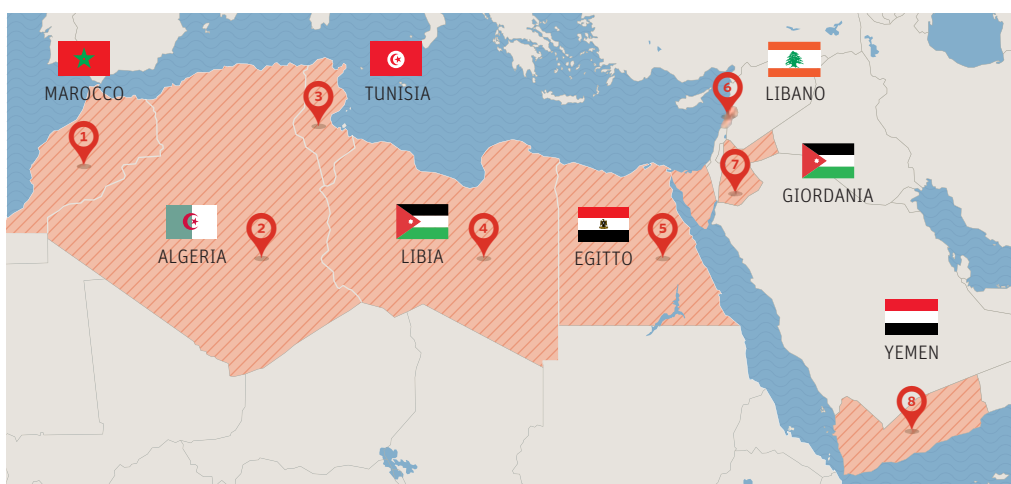 MAROCCO
TUNISIA
LIBANO
GIORDANIA
ALGERIA
LIBIA
EGITTO
YEMEN
1
2
3
4
5
6
7
8